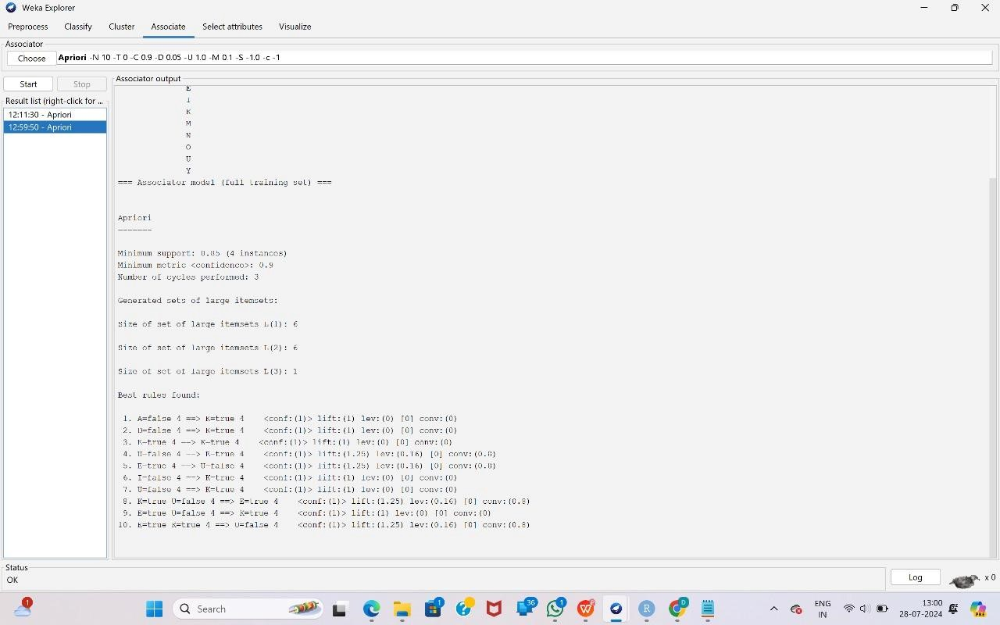 Weka Explorer
Preprocess Classify Cluster Associate Select attributes Visualize
Associator
Choose Apriori -N 10 -T 0 -C 0.9 -D 0.05 -U 1.0 -M 0.1 -S -1.0 -c -1
Start Stop
Associator output
Result list (right-click for ...
12:11:30 - Apriori
12:59:50 - Apriori
E
I
K
M
N
O
U
Y
=== Associator model (full training set) ===
Apriori
-------
Minimum support: 0.85 (4 instances)
Minimum metric <confidence>: 0.9
Number of cycles performed: 3
Generated sets of large itemsets:
Size of set of large itemsets L(1): 6
Size of set of large itemsets L(2): 6
Size of set of large itemsets L(3): 1
Best rules found:
1. A=false 4 ==> K=true 4 <conf:(1)> lift:(1) lev:(0) [0] conv:(0)
2. D=false 4 ==> K=true 4 <conf:(1)> lift:(1) lev:(0) [0] conv:(0)
3. E=true 4 ==> K=true 4 <conf:(1)> lift:(1) lev:(0) [0] conv:(0)
4. U=false 4 ==> E=true 4 <conf:(1)> lift:(1.25) lev:(0.16) [0] conv:(0.8)
5. E=true 4 ==> U=false 4 <conf:(1)> lift:(1.25) lev:(0.16) [0] conv:(0.8)
6. I=false 4 ==> K=true 4 <conf:(1)> lift:(1) lev:(0) [0] conv:(0)
7. U=false 4 ==> K=true 4 <conf:(1)> lift:(1) lev:(0) [0] conv:(0)
8. K=true U=false 4 ==> E=true 4 <conf:(1)> lift:(1.25) lev:(0.16) [0] conv:(0.8)
9. E=true U=false 4 ==> K=true 4 <conf:(1)> lift:(1) lev:(0) [0] conv:(0)
10. E=true K=true 4 ==> U=false 4 <conf:(1)> lift:(1.25) lev:(0.16) [0] conv:(0.8)
Status
OK
Log
x 0
1
Search
1
36
1
D
ENG
IN
13:00
28-07-2024
PRE